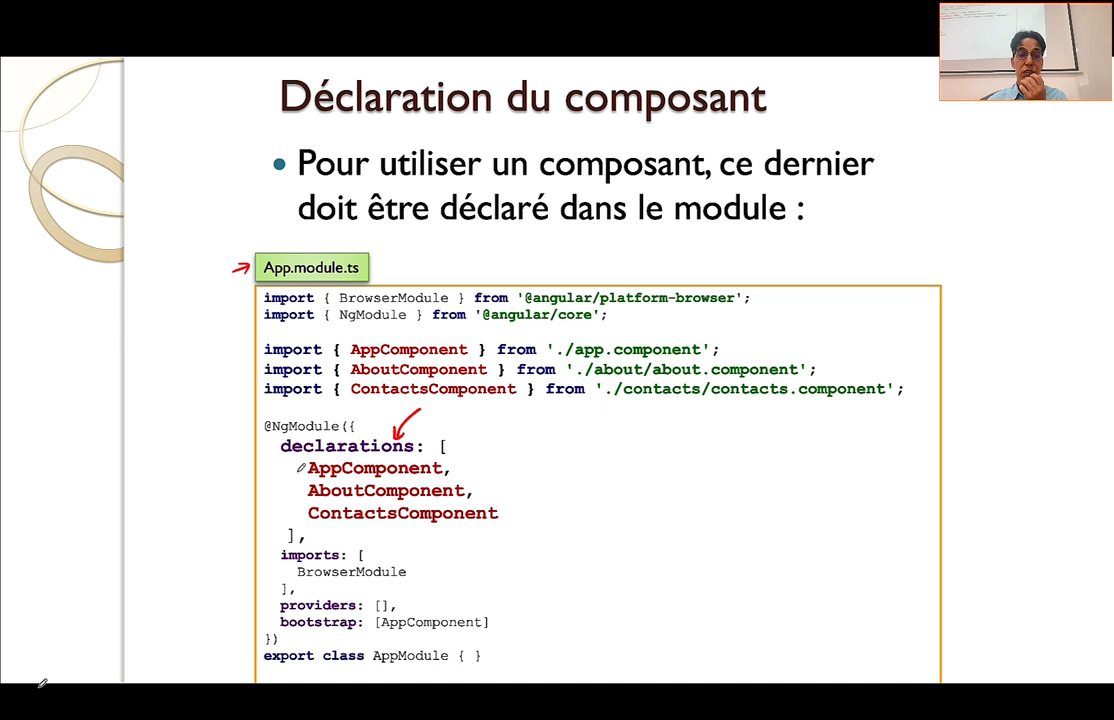 Déclaration du composant
• Pour utiliser un composant, ce dernier
doit être déclaré dans le module :
App.module.ts
import { BrowserModule } from '@angular/platform-browser';
import { NgModule } from '@angular/core';
import { AppComponent } from './app.component';
import { AboutComponent } from './about/about.component';
import { ContactsComponent } from './contacts/contacts.component';
@NgModule({
declarations: [
AppComponent,
AboutComponent,
ContactsComponent
],
imports: [
BrowserModule
],
providers: [],
bootstrap: [AppComponent]
})
export class AppModule { }